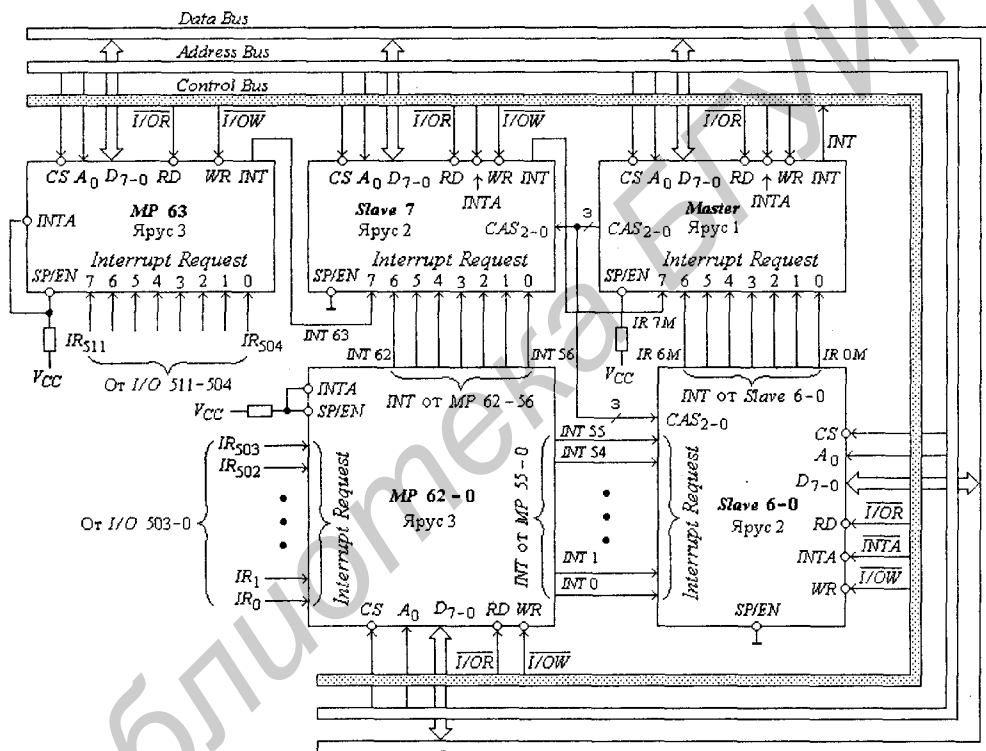 Data Bus
Address Bus
Control Bus
I/OR I/OW I/OR I/OW I/OR INT
CS A0 D7-0 RD WR INT
MP 63
Ярус 3
INTA
Interrupt Request
SP/EN
7 6 5 4 3 2 1 0
IR511 IR504
VCC
От I/O 511-504
CS A0 D7-0 RD WR INT
INTA
Slave 7
Ярус 2
CAS2-0
Interrupt Request
SP/EN
7 6 5 4 3 2 1 0
INT 63
INT 62 INT 56
3
CS A0 D7-0 RD WR INT
INTA
Master
Ярус 1
CAS2-0
Interrupt Request
SP/EN
7 6 5 4 3 2 1 0
IR 7M
IR 6M IR 0M
VCC
INT от MP 62-56
VCC
INTA
SP/EN
IR503
IR502
От I/O 503-0
IR1
IR0
Interrupt Request
MP 62-0
Ярус 3
INT от MP 55-0
CS A0 D7-0 RD WR
I/OR I/OW
INT 55
INT 54
INT 1
INT 0
INT от Slave 6-0
3
CAS2-0
Interrupt Request
Slave 6-0
Ярус 2
SP/EN
CS
A0
D7-0
RD I/OR
INTA INTA
WR I/OW
блиотека БГУИ